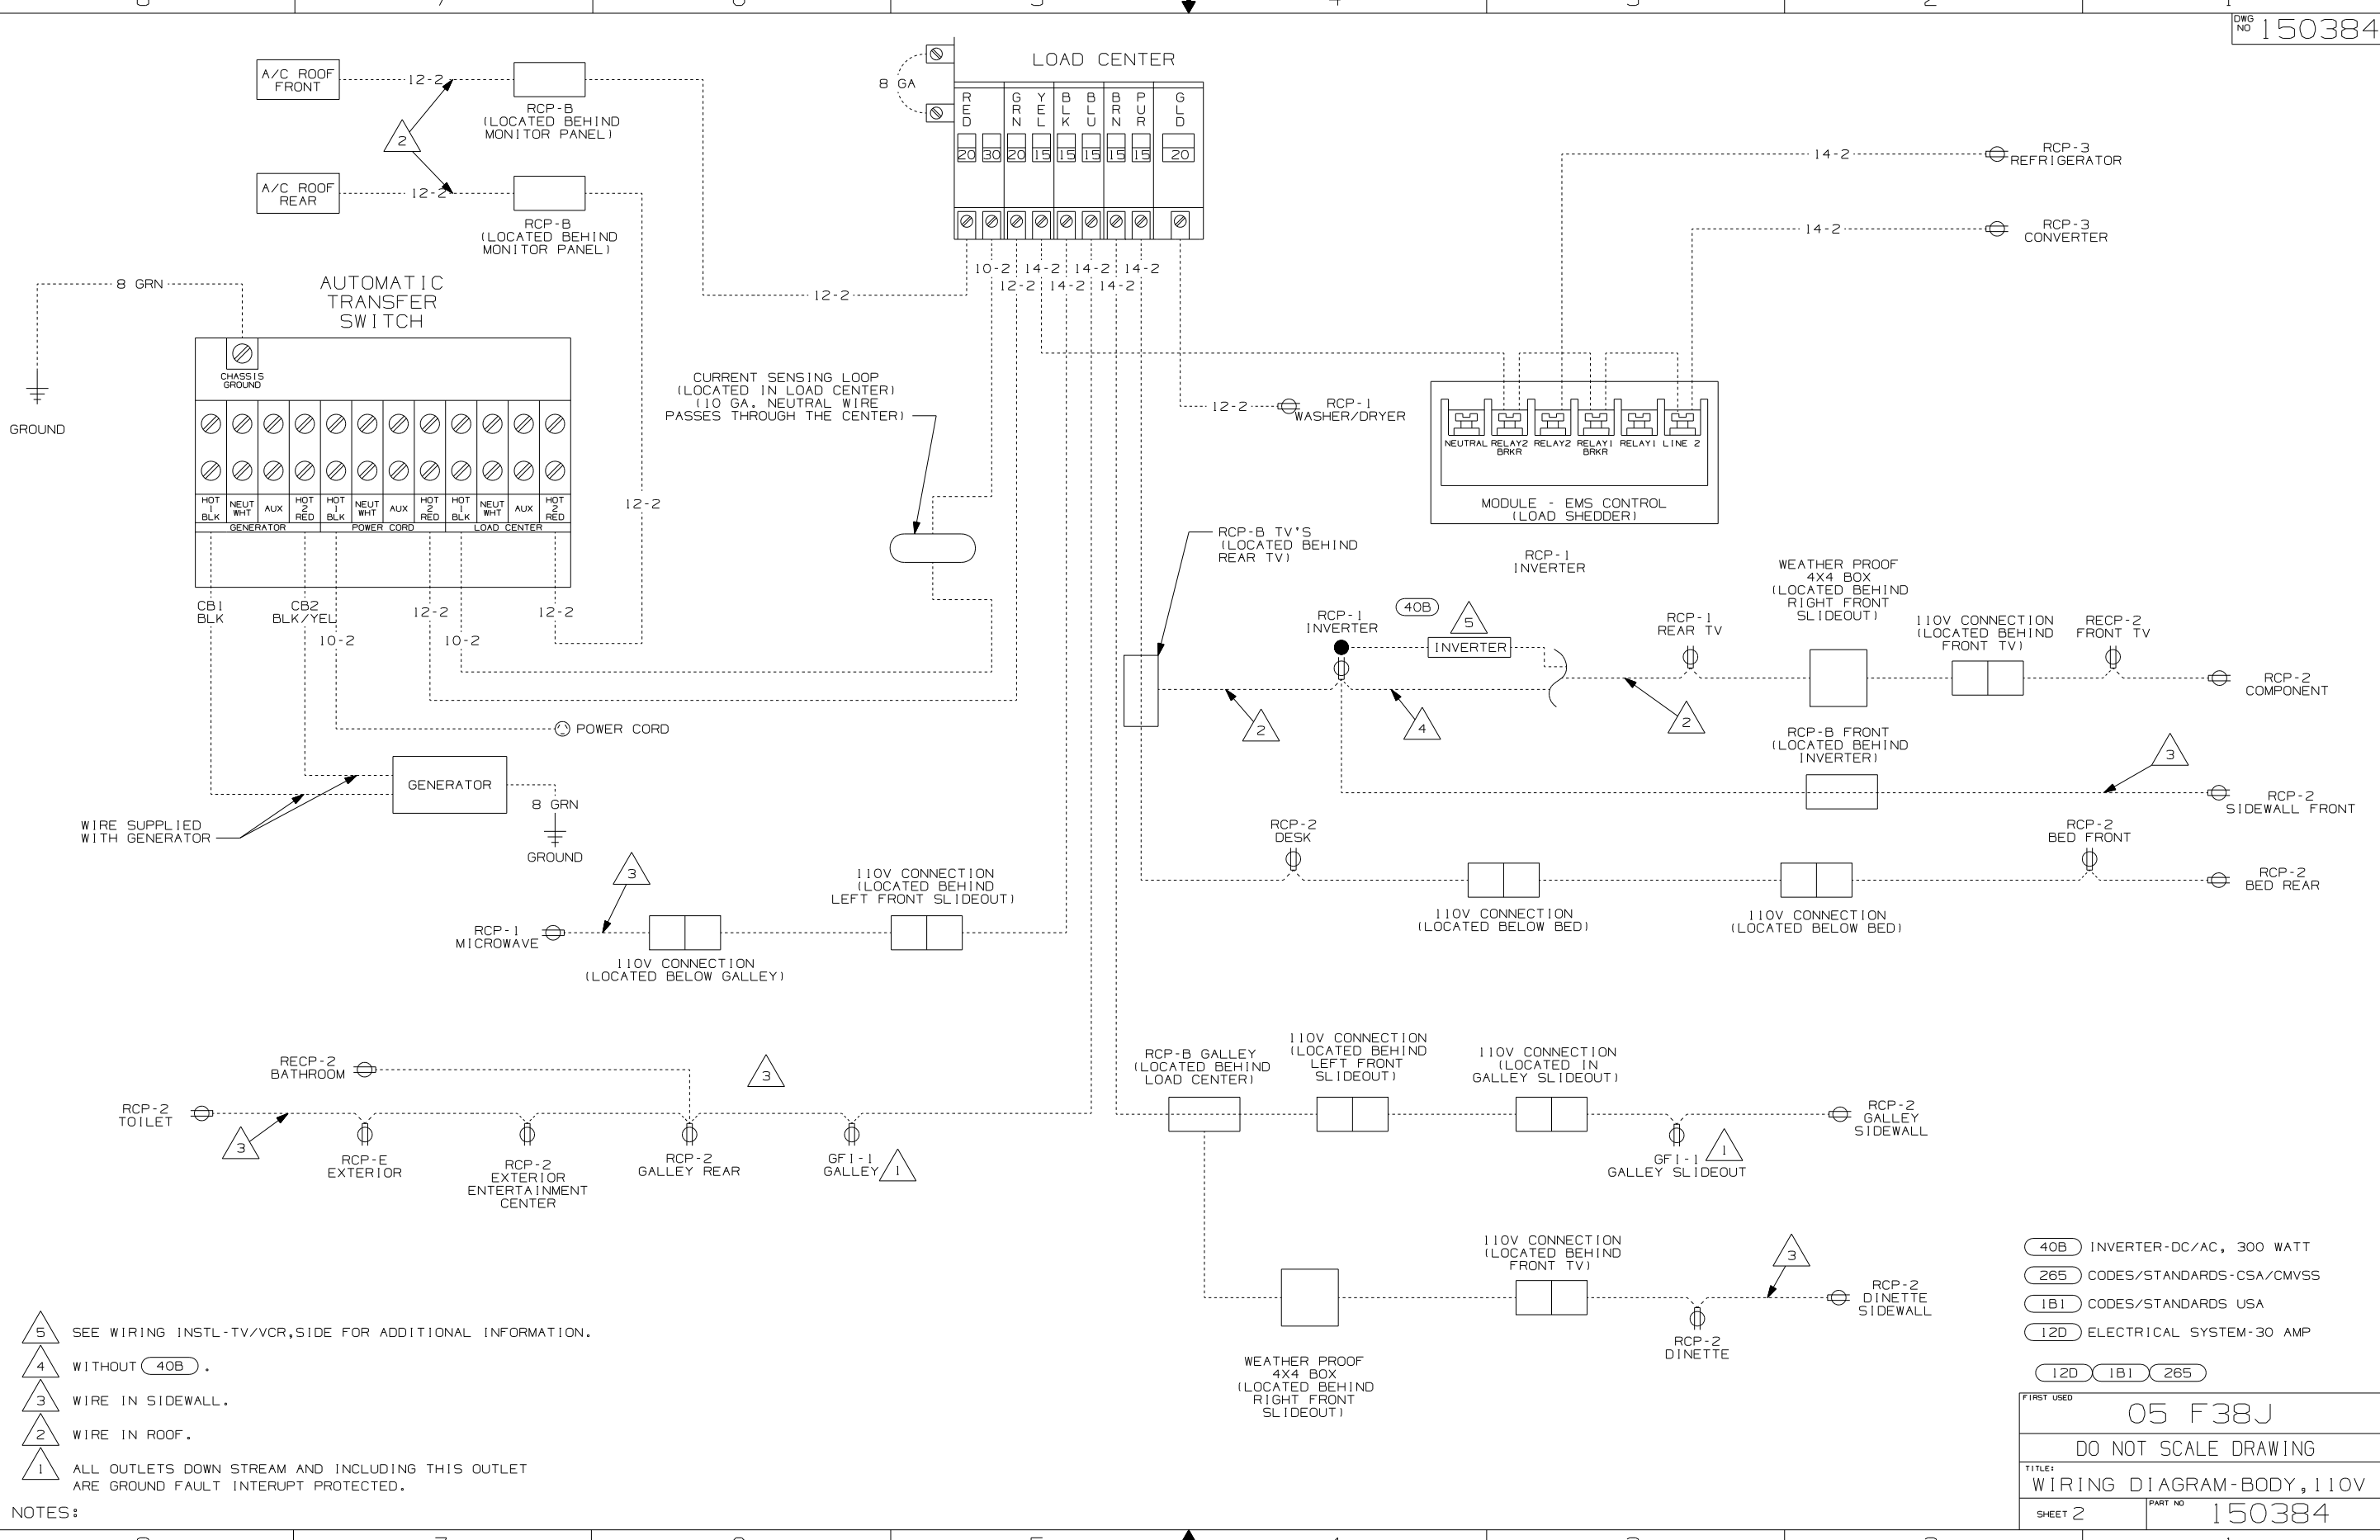 DWG
NO 150384
LOAD CENTER
8 GA
RED
GRN
YEL
BLK
BLU
BRN
PUR
GLD
20 30 20 15 15 15 15 15 20
A/C ROOF
FRONT
12-2
RCP-B
(LOCATED BEHIND
MONITOR PANEL)
2
A/C ROOF
REAR
12-2
RCP-B
(LOCATED BEHIND
MONITOR PANEL)
14-2
RCP-3
REFRIGERATOR
14-2
RCP-3
CONVERTER
10-2 14-2 14-2 14-2
12-2 14-2 14-2
12-2
8 GRN
GROUND
AUTOMATIC
TRANSFER
SWITCH
CHASSIS
GROUND
HOT
1
BLK
NEUT
WHT
AUX
HOT
2
RED
HOT
1
BLK
NEUT
WHT
AUX
HOT
2
RED
HOT
1
BLK
NEUT
WHT
AUX
HOT
2
RED
GENERATOR
POWER CORD
LOAD CENTER
12-2
CURRENT SENSING LOOP
(LOCATED IN LOAD CENTER)
(10 GA. NEUTRAL WIRE
PASSES THROUGH THE CENTER)
12-2
RCP-1
WASHER/DRYER
NEUTRAL
RELAY2
BRKR
RELAY2
RELAY1
BRKR
RELAY1
LINE 2
MODULE - EMS CONTROL
(LOAD SHEDDER)
CB1
BLK
CB2
BLK/YEL
10-2
12-2
10-2
12-2
POWER CORD
GENERATOR
8 GRN
GROUND
WIRE SUPPLIED
WITH GENERATOR
RCP-B TV'S
(LOCATED BEHIND
REAR TV)
RCP-1
INVERTER
RCP-1
INVERTER
40B
5
INVERTER
RCP-1
REAR TV
WEATHER PROOF
4X4 BOX
(LOCATED BEHIND
RIGHT FRONT
SLIDEOUT)
110V CONNECTION
(LOCATED BEHIND
FRONT TV)
RECP-2
FRONT TV
RCP-2
COMPONENT
2
4
2
RCP-B FRONT
(LOCATED BEHIND
INVERTER)
3
RCP-2
SIDEWALL FRONT
RCP-2
DESK
110V CONNECTION
(LOCATED BELOW BED)
110V CONNECTION
(LOCATED BELOW BED)
RCP-2
BED FRONT
RCP-2
BED REAR
3
110V CONNECTION
(LOCATED BEHIND
LEFT FRONT SLIDEOUT)
RCP-1
MICROWAVE
110V CONNECTION
(LOCATED BELOW GALLEY)
RECP-2
BATHROOM
3
RCP-2
TOILET
3
RCP-E
EXTERIOR
RCP-2
EXTERIOR
ENTERTAINMENT
CENTER
RCP-2
GALLEY REAR
GFI-1
GALLEY
1
RCP-B GALLEY
(LOCATED BEHIND
LOAD CENTER)
110V CONNECTION
(LOCATED BEHIND
LEFT FRONT
SLIDEOUT)
110V CONNECTION
(LOCATED IN
GALLEY SLIDEOUT)
GFI-1
GALLEY SLIDEOUT
1
RCP-2
GALLEY
SIDEWALL
WEATHER PROOF
4X4 BOX
(LOCATED BEHIND
RIGHT FRONT
SLIDEOUT)
110V CONNECTION
(LOCATED BEHIND
FRONT TV)
3
RCP-2
DINETTE
RCP-2
DINETTE
SIDEWALL
5 SEE WIRING INSTL-TV/VCR,SIDE FOR ADDITIONAL INFORMATION.
4 WITHOUT 40B .
3 WIRE IN SIDEWALL.
2 WIRE IN ROOF.
1 ALL OUTLETS DOWN STREAM AND INCLUDING THIS OUTLET
ARE GROUND FAULT INTERUPT PROTECTED.
NOTES:
40B INVERTER-DC/AC, 300 WATT
265 CODES/STANDARDS-CSA/CMVSS
1B1 CODES/STANDARDS USA
12D ELECTRICAL SYSTEM-30 AMP
12D 1B1 265
FIRST USED
05 F38J
DO NOT SCALE DRAWING
TITLE:
WIRING DIAGRAM-BODY,110V
SHEET 2
PART NO 150384